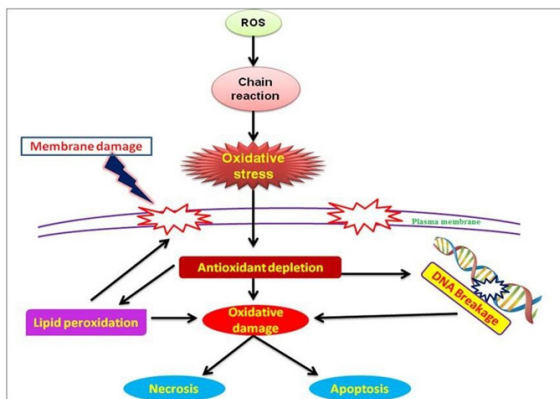 ROS
Chain
reaction
Membrane damage
Oxidative
stress
Plasma membrane
Antioxidant depletion
DNA Breakage
Lipid peroxidation
Oxidative
damage
Necrosis
Apoptosis